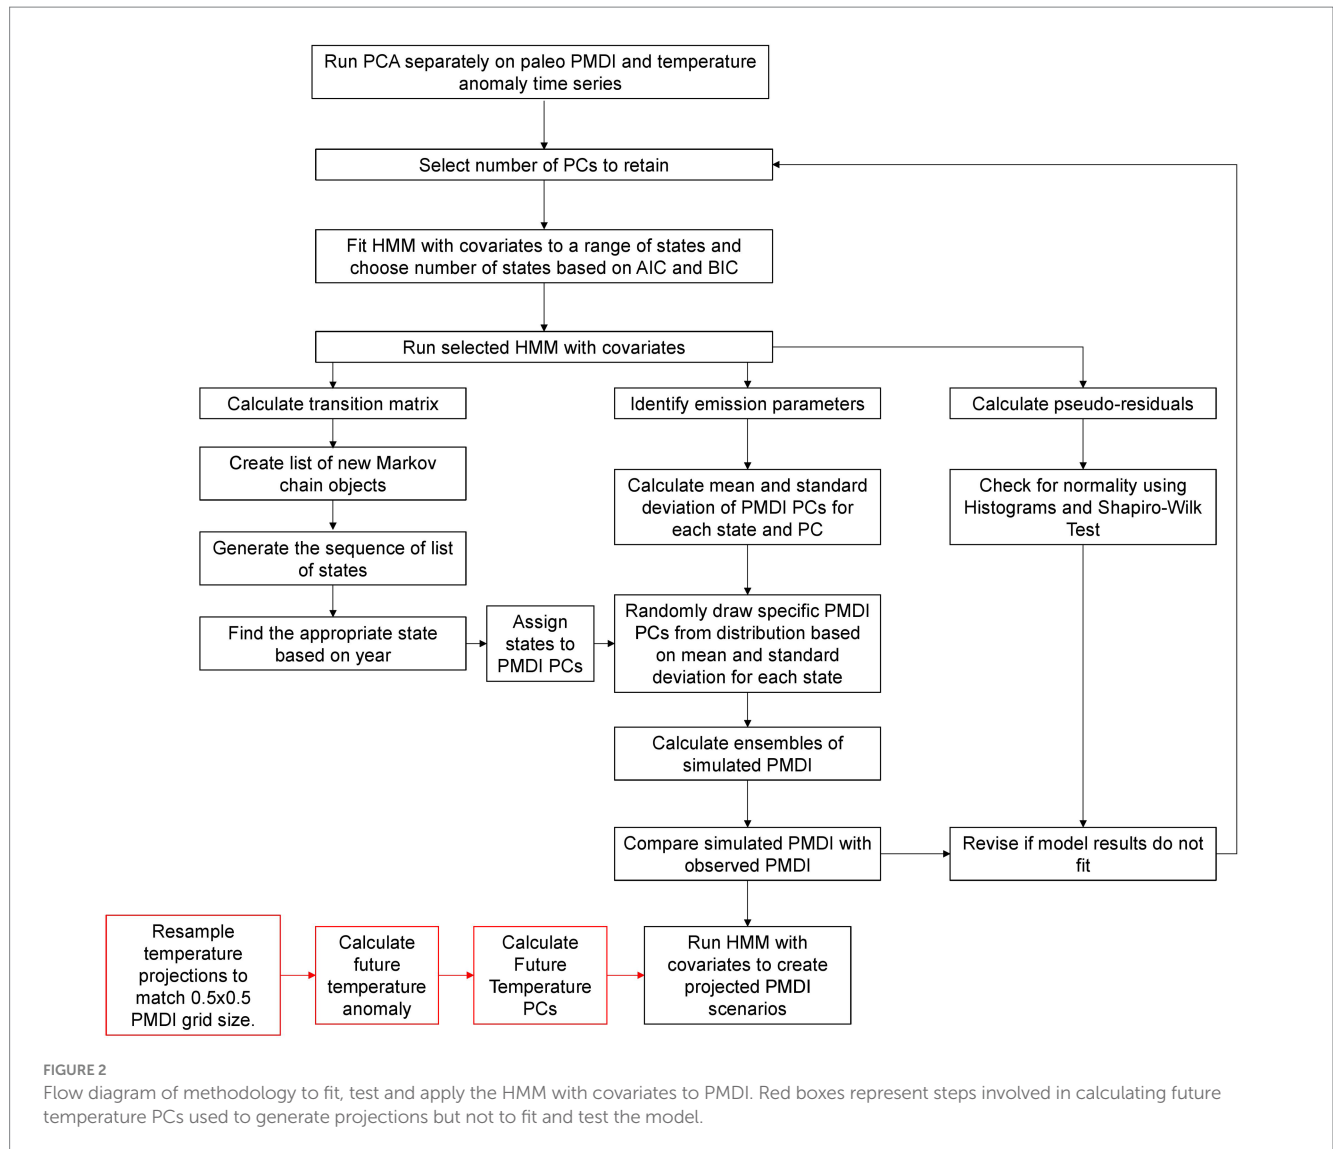 Run PCA separately on paleo PMDI and temperature
anomaly time series
Select number of PCs to retain
Fit HMM with covariates to a range of states and
choose number of states based on AIC and BIC
Run selected HMM with covariates
Calculate transition matrix
Identify emission parameters
Calculate pseudo-residuals
Create list of new Markov
chain objects
Calculate mean and standard
deviation of PMDI PCs for
each state and PC
Check for normality using
Histograms and Shapiro-Wilk
Test
Generate the sequence of list
of states
Find the appropriate state
based on year
Assign
states to
PMDI PCs
Randomly draw specific PMDI
PCs from distribution based
on mean and standard
deviation for each state
Calculate ensembles of
simulated PMDI
Compare simulated PMDI with
observed PMDI
Revise if model results do not
fit
Resample
temperature
projections to
match 0.5x0.5
PMDI grid size.
Calculate
future
temperature
anomaly
Calculate
Future
Temperature
PCs
Run HMM with
covariates to create
projected PMDI
scenarios
FIGURE 2
Flow diagram of methodology to fit, test and apply the HMM with covariates to PMDI. Red boxes represent steps involved in calculating future
temperature PCs used to generate projections but not to fit and test the model.